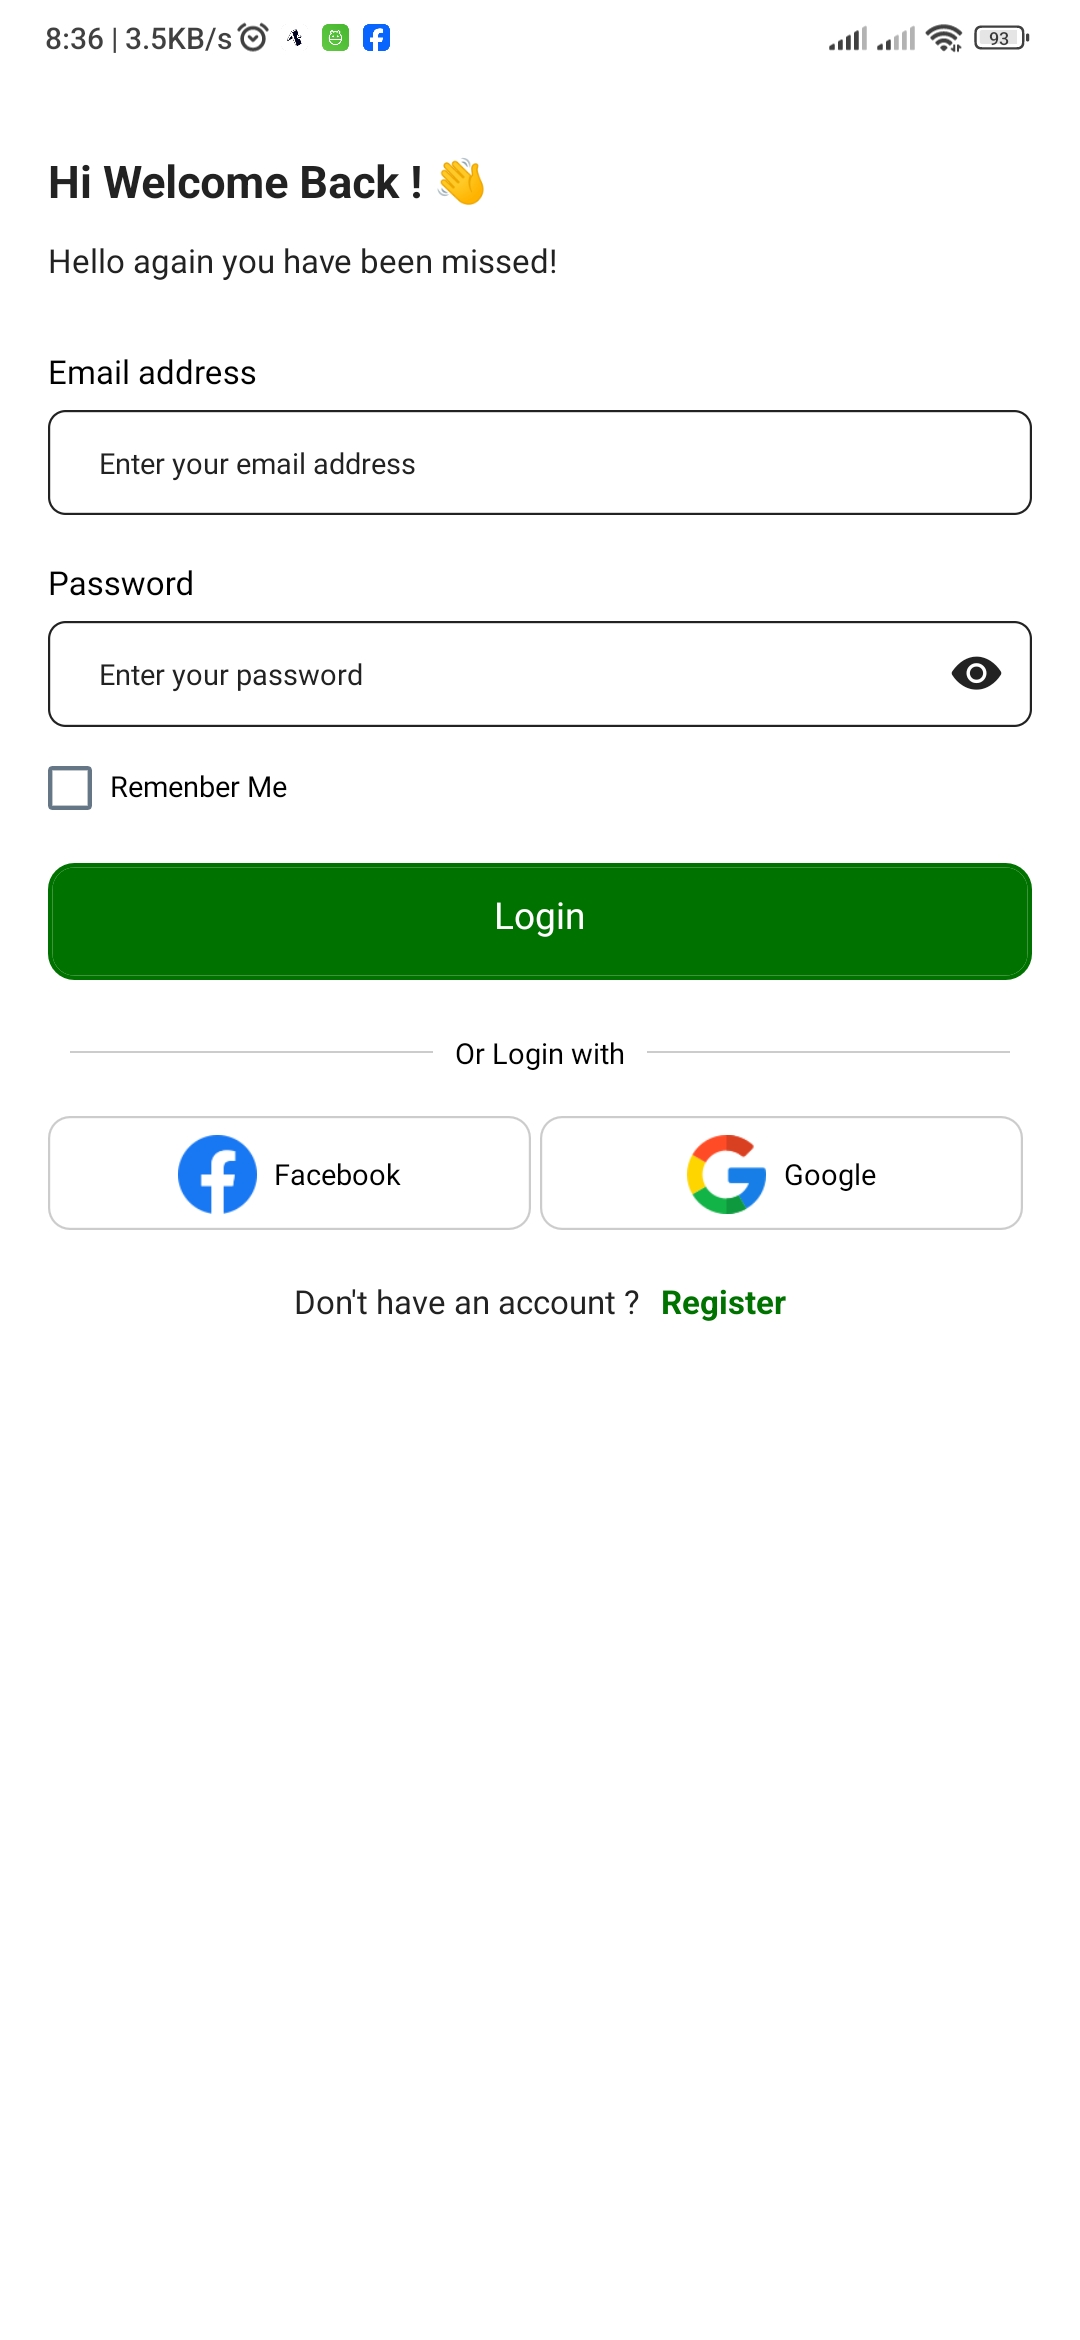 8:36 | 3.5KB/s 93
Hi Welcome Back ! 👋
Hello again you have been missed!
Email address
Enter your email address
Password
Enter your password
Remenber Me
Login
Or Login with
Facebook Google
Don't have an account ? Register